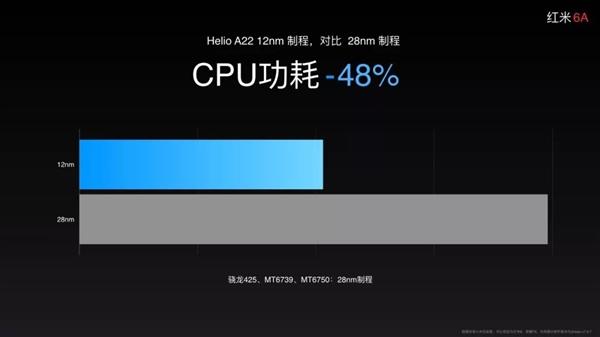 红米6A
Helio A22 12nm 制程，对比 28nm 制程
CPU功耗 -48%
12nm
28nm
骁龙425、MT6739、MT6750：28nm制程